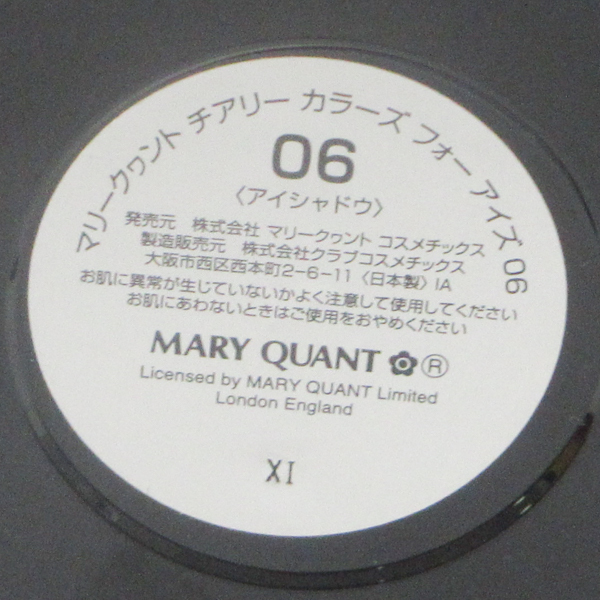 マリークヮント チアリー カラーズ フォー アイズ 06
06
〈アイシャドウ〉
発売元 株式会社 マリークヮント コスメチックス
製造販売元 株式会社クラブコスメチックス
大阪市西区西本町2-6-11〈日本製〉IA
お肌に異常が生じていないかよく注意して使用してください
お肌にあわないときはご使用をおやめください
MARY QUANT ®
Licensed by MARY QUANT Limited
London England
XI